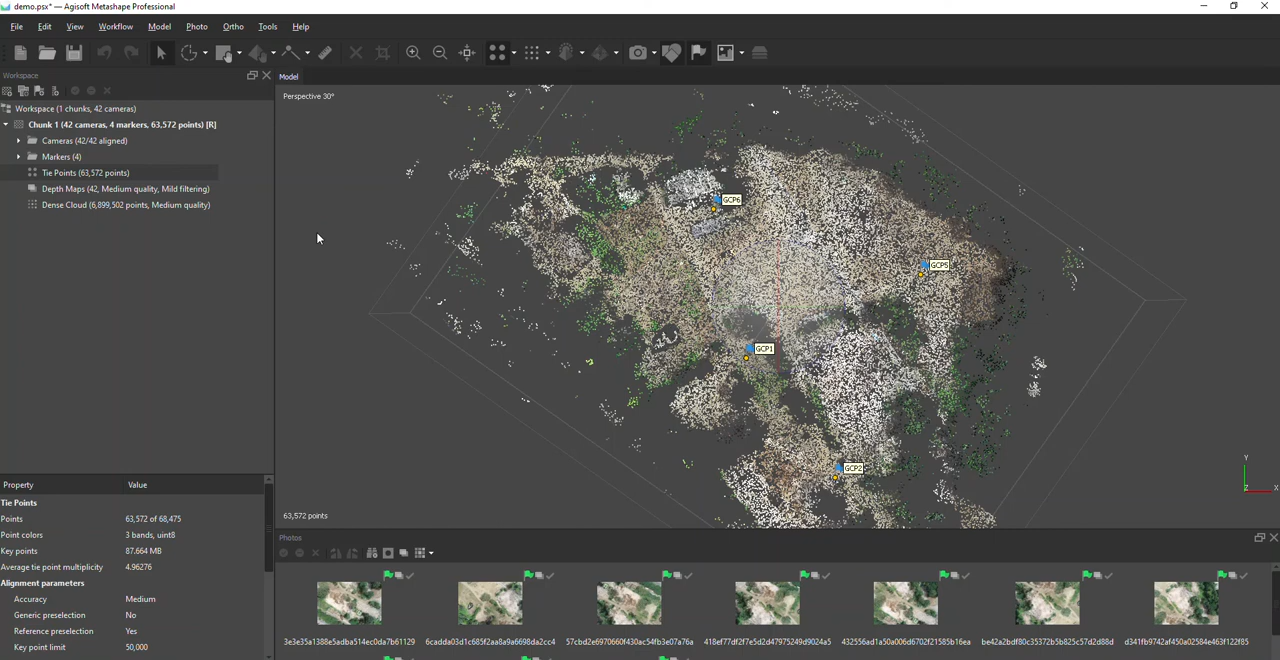 demo.psx* — Agisoft Metashape Professional
File Edit View Workflow Model Photo Ortho Tools Help
Workspace
Workspace (1 chunks, 42 cameras)
Chunk 1 (42 cameras, 4 markers, 63,572 points) [R]
Cameras (42/42 aligned)
Markers (4)
Tie Points (63,572 points)
Depth Maps (42, Medium quality, Mild filtering)
Dense Cloud (6,899,502 points, Medium quality)
Property Value
Tie Points
Points 63,572 of 68,475
Point colors 3 bands, uint8
Key points 87.664 MB
Average tie point multiplicity 4.96276
Alignment parameters
Accuracy Medium
Generic preselection No
Reference preselection Yes
Key point limit 50,000
Model
Perspective 30°
GCP6
GCP5
GCP1
GCP2
Y
Z X
63,572 points
Photos
3e3e35a1388e5adba514ec0da7b61129 6cadda03d1c685f2aa8a9a6698da2cc4 57cbd2e6970660f430ac54fb3e07a76a 418ef77df2f7e5d2d47975249d9024a5 432556ad1a50a006d6702f21585b16ea be42a2bdf80c35372b5b825c57d2d88d d341fb9742af450a02584e463f122f85